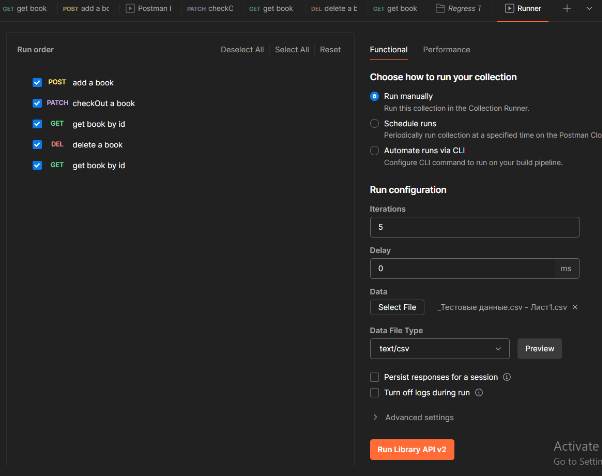 GET get book POST add a bo Postman I PATCH checkO GET get book DEL delete a b GET get book Regress 1 Runner
Run order Deselect All Select All Reset
POST add a book
PATCH checkOut a book
GET get book by id
DEL delete a book
GET get book by id
Functional Performance
Choose how to run your collection
Run manually
Run this collection in the Collection Runner.
Schedule runs
Periodically run collection at a specified time on the Postman Clo
Automate runs via CLI
Configure CLI command to run on your build pipeline.
Run configuration
Iterations
5
Delay
0 ms
Data
Select File _Тестовые данные.csv - Лист1.csv
Data File Type
text/csv Preview
Persist responses for a session
Turn off logs during run
Advanced settings
Run Library API v2
Activate
Go to Settin